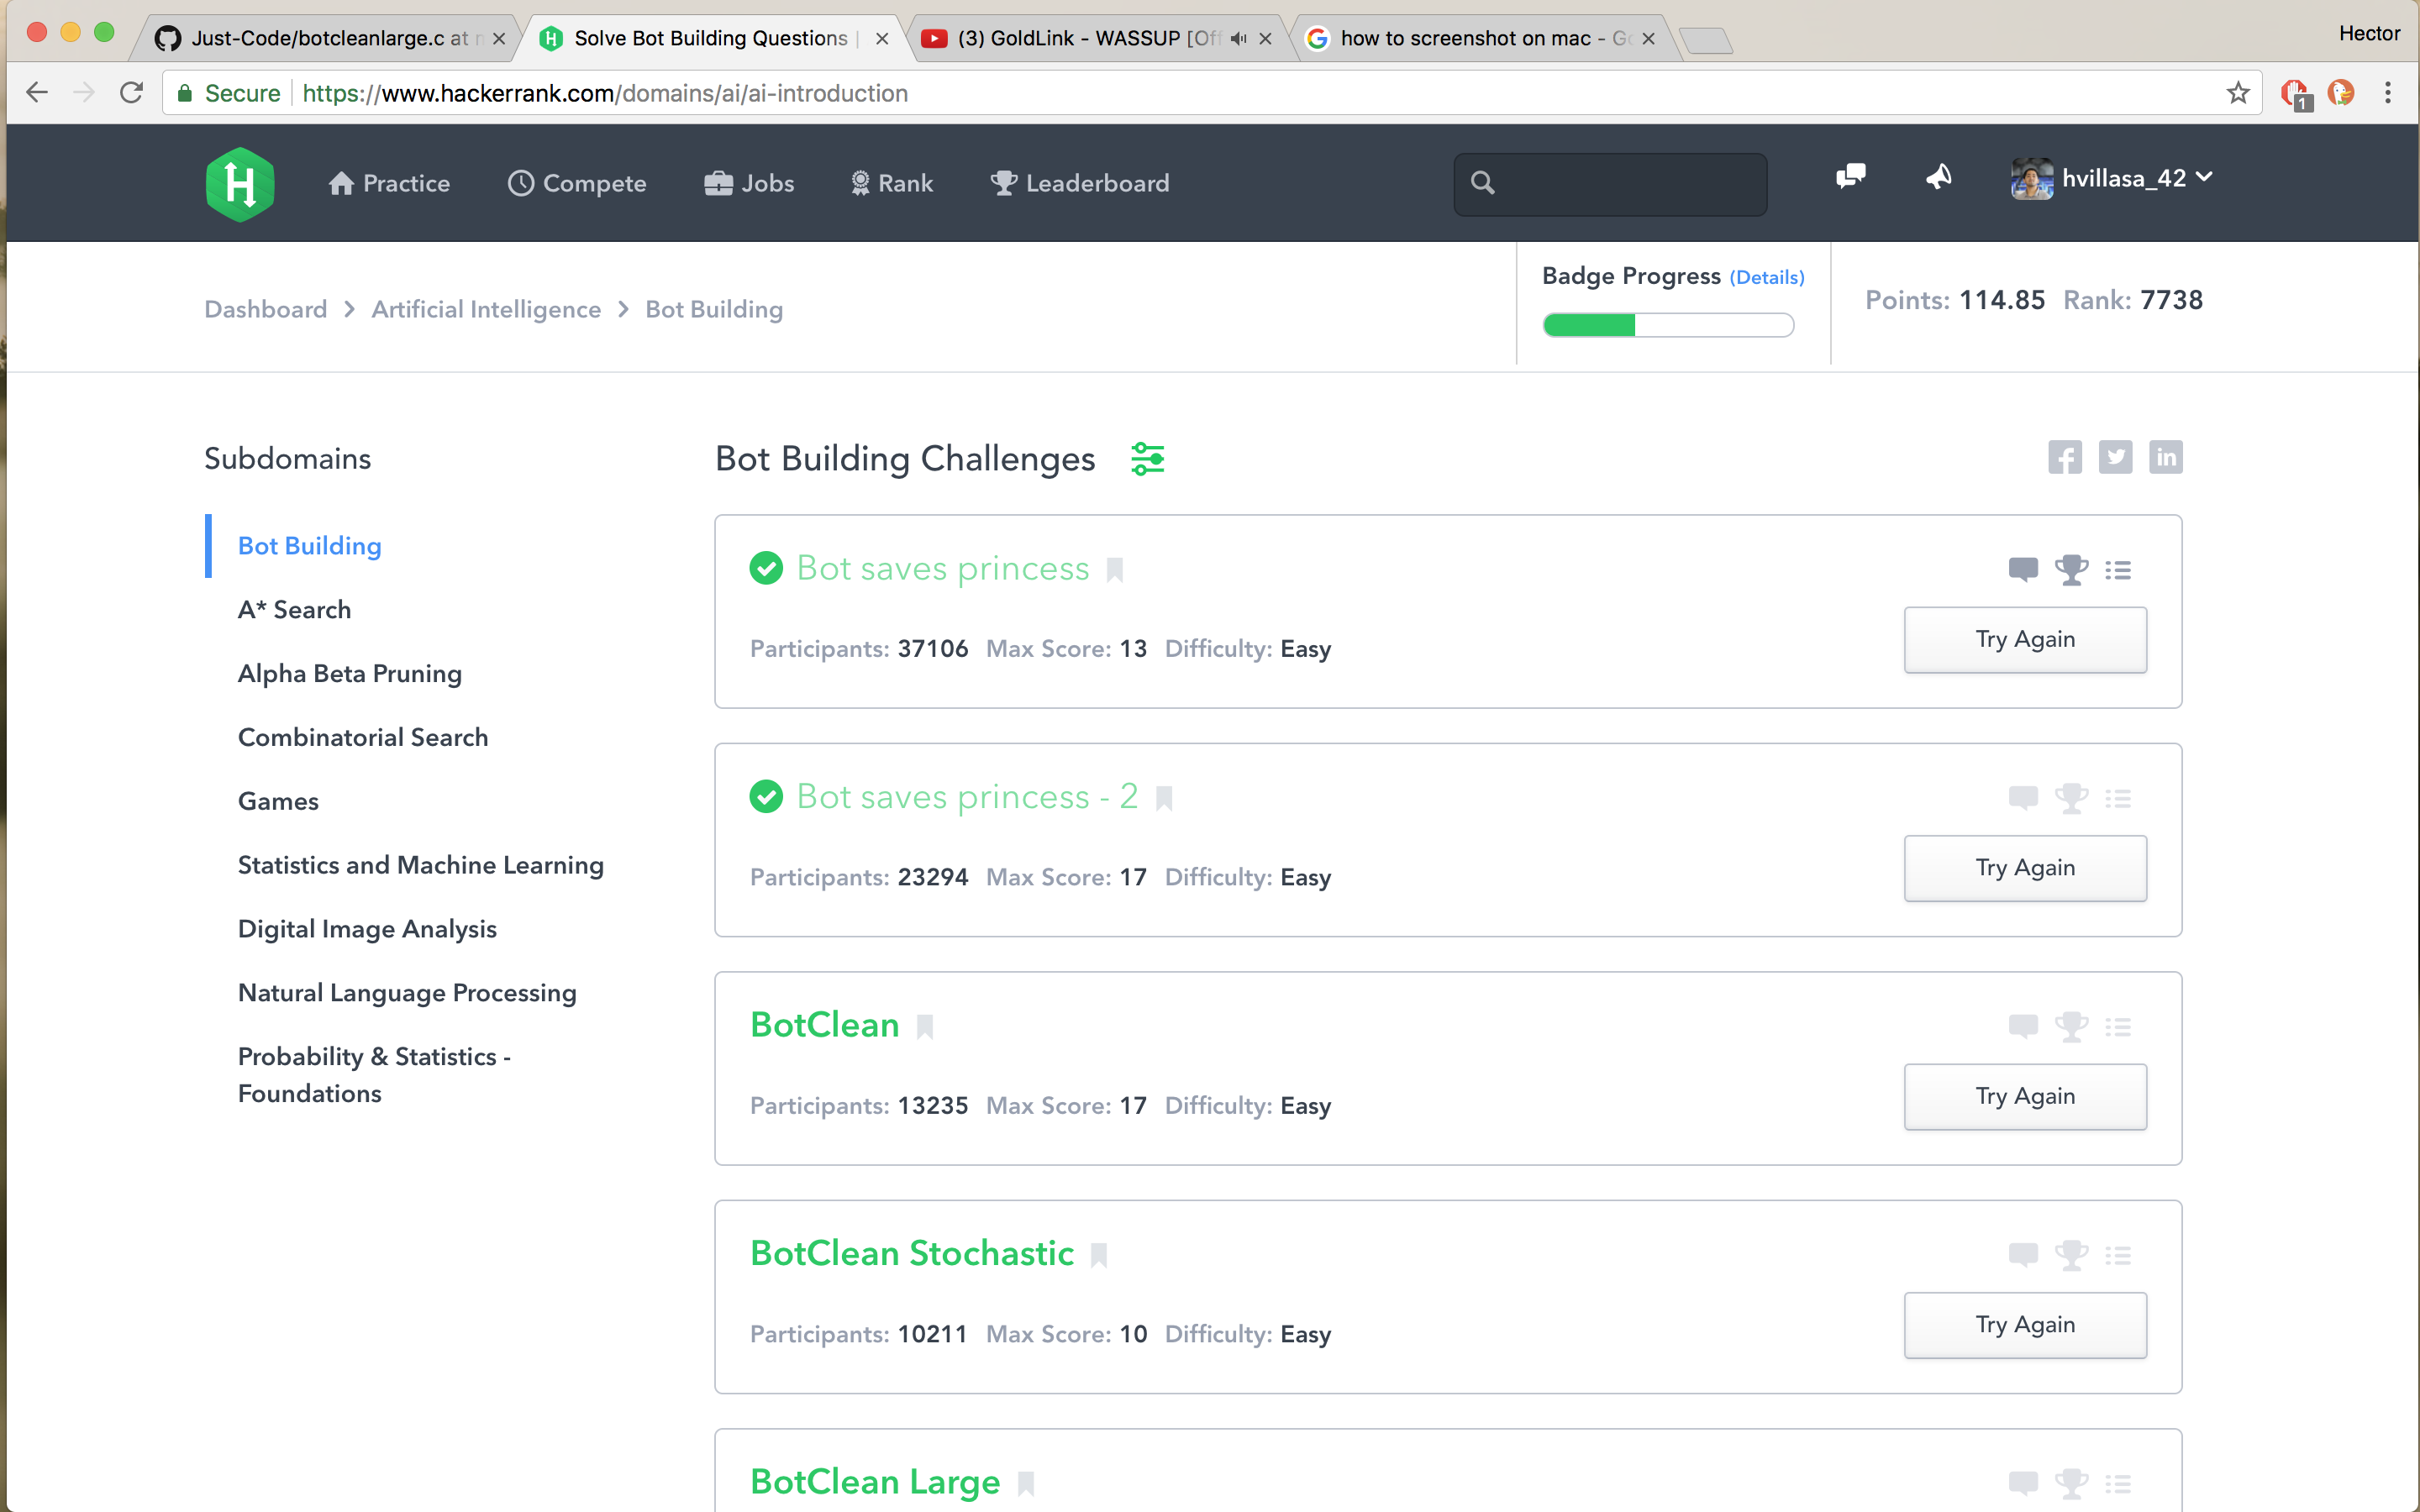 Just-Code/botcleanlarge.c at
Solve Bot Building Questions |
(3) GoldLink - WASSUP [Off
how to screenshot on mac - Go
Hector
Secure https://www.hackerrank.com/domains/ai/ai-introduction
1
H
Practice
Compete
Jobs
Rank
Leaderboard
hvillasa_42
Dashboard > Artificial Intelligence > Bot Building
Badge Progress (Details)
Points: 114.85 Rank: 7738
Subdomains
Bot Building
A* Search
Alpha Beta Pruning
Combinatorial Search
Games
Statistics and Machine Learning
Digital Image Analysis
Natural Language Processing
Probability & Statistics -
Foundations
Bot Building Challenges
Bot saves princess
Participants: 37106 Max Score: 13 Difficulty: Easy
Try Again
Bot saves princess - 2
Participants: 23294 Max Score: 17 Difficulty: Easy
Try Again
BotClean
Participants: 13235 Max Score: 17 Difficulty: Easy
Try Again
BotClean Stochastic
Participants: 10211 Max Score: 10 Difficulty: Easy
Try Again
BotClean Large